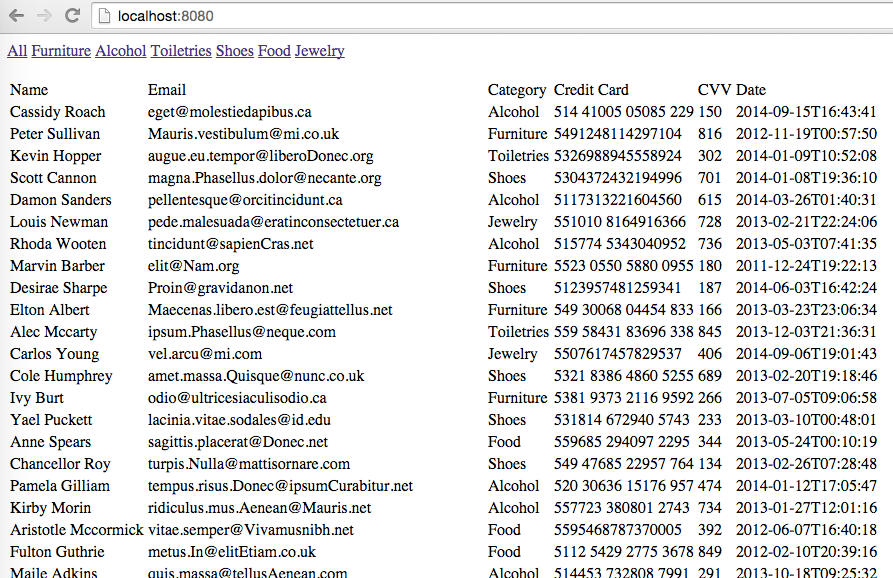 localhost:8080
All Furniture Alcohol Toiletries Shoes Food Jewelry
Name Email Category Credit Card CVV Date
Cassidy Roach eget@molestiedapibus.ca Alcohol 514 41005 05085 229 150 2014-09-15T16:43:41
Peter Sullivan Mauris.vestibulum@mi.co.uk Furniture 5491248114297104 816 2012-11-19T00:57:50
Kevin Hopper augue.eu.tempor@liberoDonec.org Toiletries 5326988945558924 302 2014-01-09T10:52:08
Scott Cannon magna.Phasellus.dolor@necante.org Shoes 5304372432194996 701 2014-01-08T19:36:10
Damon Sanders pellentesque@orcitincidunt.ca Alcohol 5117313221604560 615 2014-03-26T01:40:31
Louis Newman pede.malesuada@eratinconsectetuer.ca Jewelry 551010 8164916366 728 2013-02-21T22:24:06
Rhoda Wooten tincidunt@sapienCras.net Alcohol 515774 5343040952 736 2013-05-03T07:41:35
Marvin Barber elit@Nam.org Furniture 5523 0550 5880 0955 180 2011-12-24T19:22:13
Desirae Sharpe Proin@gravidanon.net Shoes 5123957481259341 187 2014-06-03T16:42:24
Elton Albert Maecenas.libero.est@feugiattellus.net Furniture 549 30068 04454 833 166 2013-03-23T23:06:34
Alec Mccarty ipsum.Phasellus@neque.com Toiletries 559 58431 83696 338 845 2013-12-03T21:36:31
Carlos Young vel.arcu@mi.com Jewelry 5507617457829537 406 2014-09-06T19:01:43
Cole Humphrey amet.massa.Quisque@nunc.co.uk Shoes 5321 8386 4860 5255 689 2013-02-20T19:18:46
Ivy Burt odio@ultricesiaculisodio.ca Furniture 5381 9373 2116 9592 266 2013-07-05T09:06:58
Yael Puckett lacinia.vitae.sodales@id.edu Shoes 531814 672940 5743 233 2013-03-10T00:48:01
Anne Spears sagittis.placerat@Donec.net Food 559685 294097 2295 344 2013-05-24T00:10:19
Chancellor Roy turpis.Nulla@mattisornare.com Shoes 549 47685 22957 764 134 2013-02-26T07:28:48
Pamela Gilliam tempus.risus.Donec@ipsumCurabitur.net Alcohol 520 30636 15176 957 474 2014-01-12T17:05:47
Kirby Morin ridiculus.mus.Aenean@Mauris.net Alcohol 557723 380801 2743 734 2013-01-27T12:01:16
Aristotle Mccormick vitae.semper@Vivamusnibh.net Food 5595468787370005 392 2012-06-07T16:40:18
Fulton Guthrie metus.In@elitEtiam.co.uk Food 5112 5429 2775 3678 849 2012-02-10T20:39:16
Maile Adkins quis.massa@tellusAenean.com Alcohol 514453 732808 7991 291 2013-10-18T09:25:32